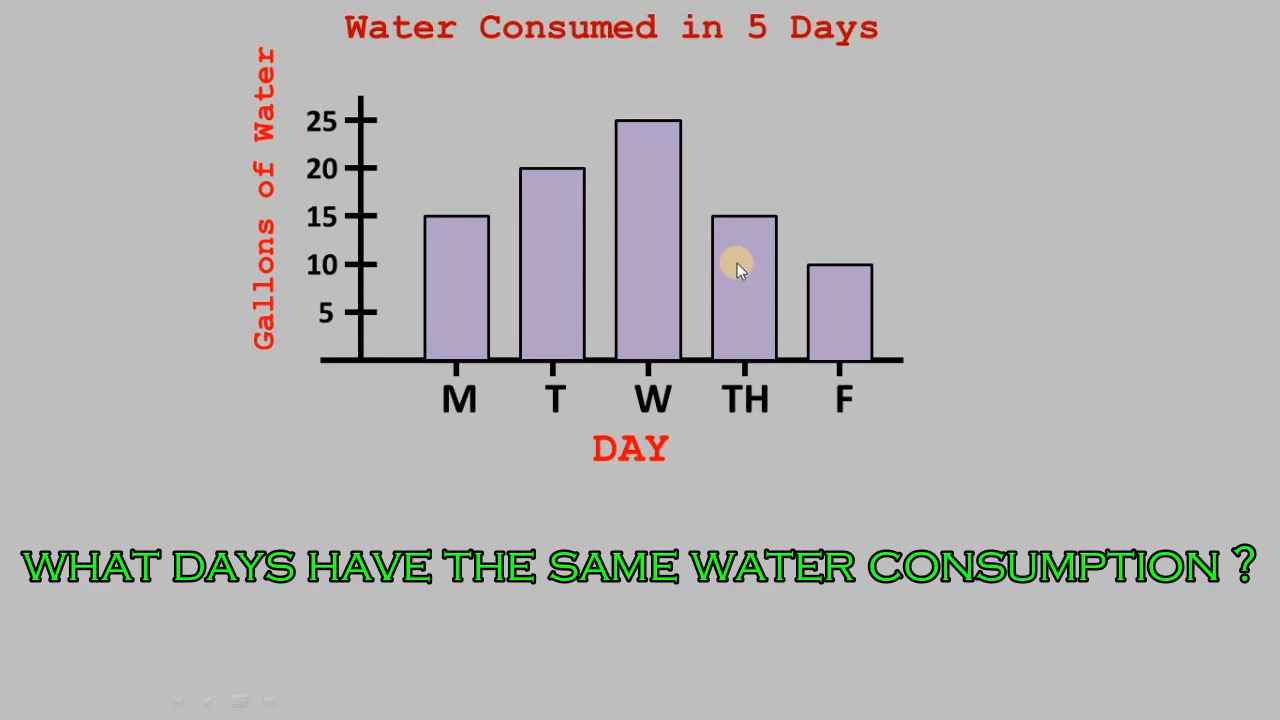 Water Consumed in 5 Days
Gallons of Water
25
20
15
10
5
M T W TH F
DAY
WHAT DAYS HAVE THE SAME WATER CONSUMPTION ?